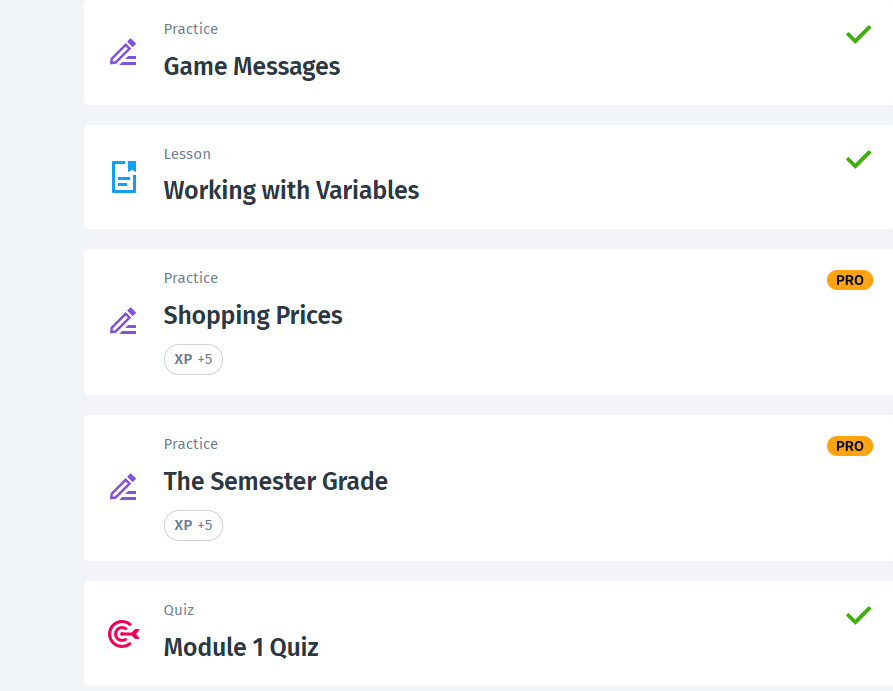 Practice
Game Messages
Lesson
Working with Variables
Practice
PRO
Shopping Prices
XP +5
Practice
PRO
The Semester Grade
XP +5
Quiz
Module 1 Quiz